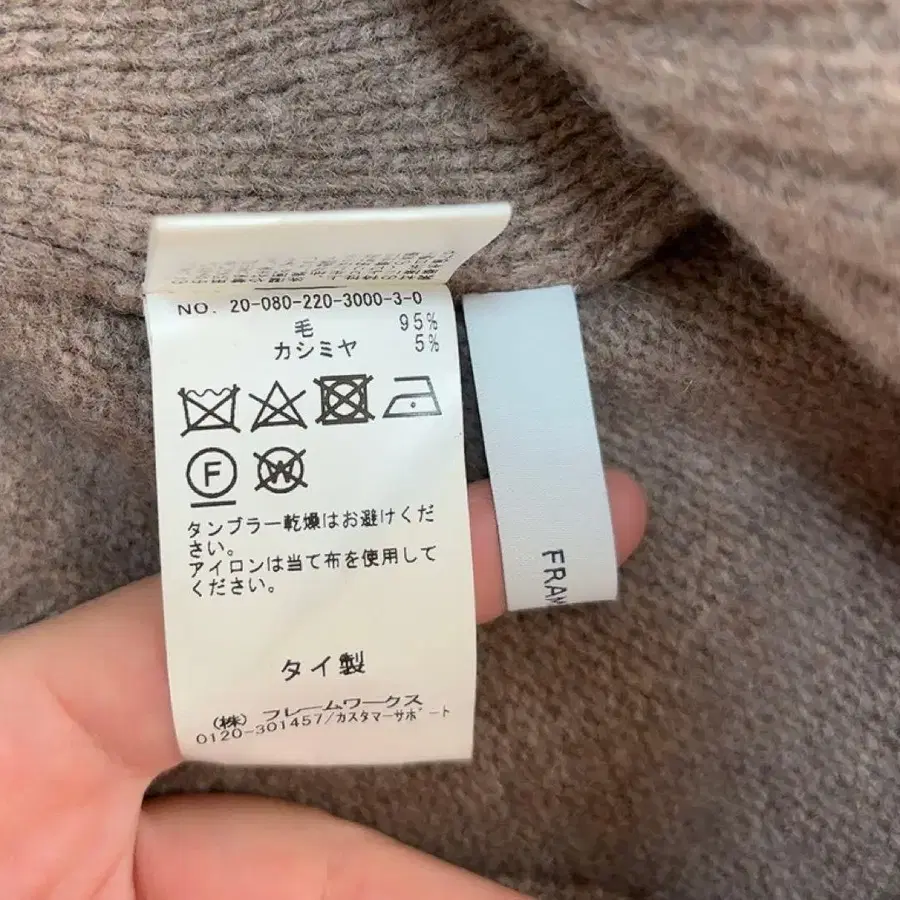 NO. 20-080-220-3000-3-0
毛 95%
カシミヤ 5%
F
W
タンブラー乾燥はお避けくだ
さい。
アイロンは当て布を使用して
ください。
タイ製
(株) フレームワークス
0120-301457/カスタマーサポート
FRAM